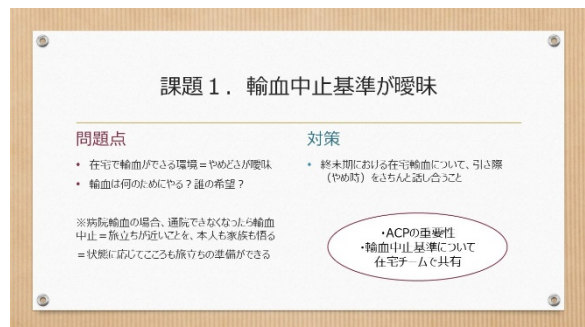 課題１．輸血中止基準が曖昧
問題点
• 在宅で輸血ができる環境＝やめどきが曖昧
• 輸血は何のためにやる？誰の希望？
※病院輸血の場合、通院できなくなったら輸血
中止＝旅立ちが近いことを、本人も家族も悟る
＝状態に応じてこころも旅立ちの準備ができる
対策
• 終末期における在宅輸血について、引き際
（やめ時）をきちんと話し合うこと
・ACPの重要性
・輸血中止基準について
在宅チームで共有